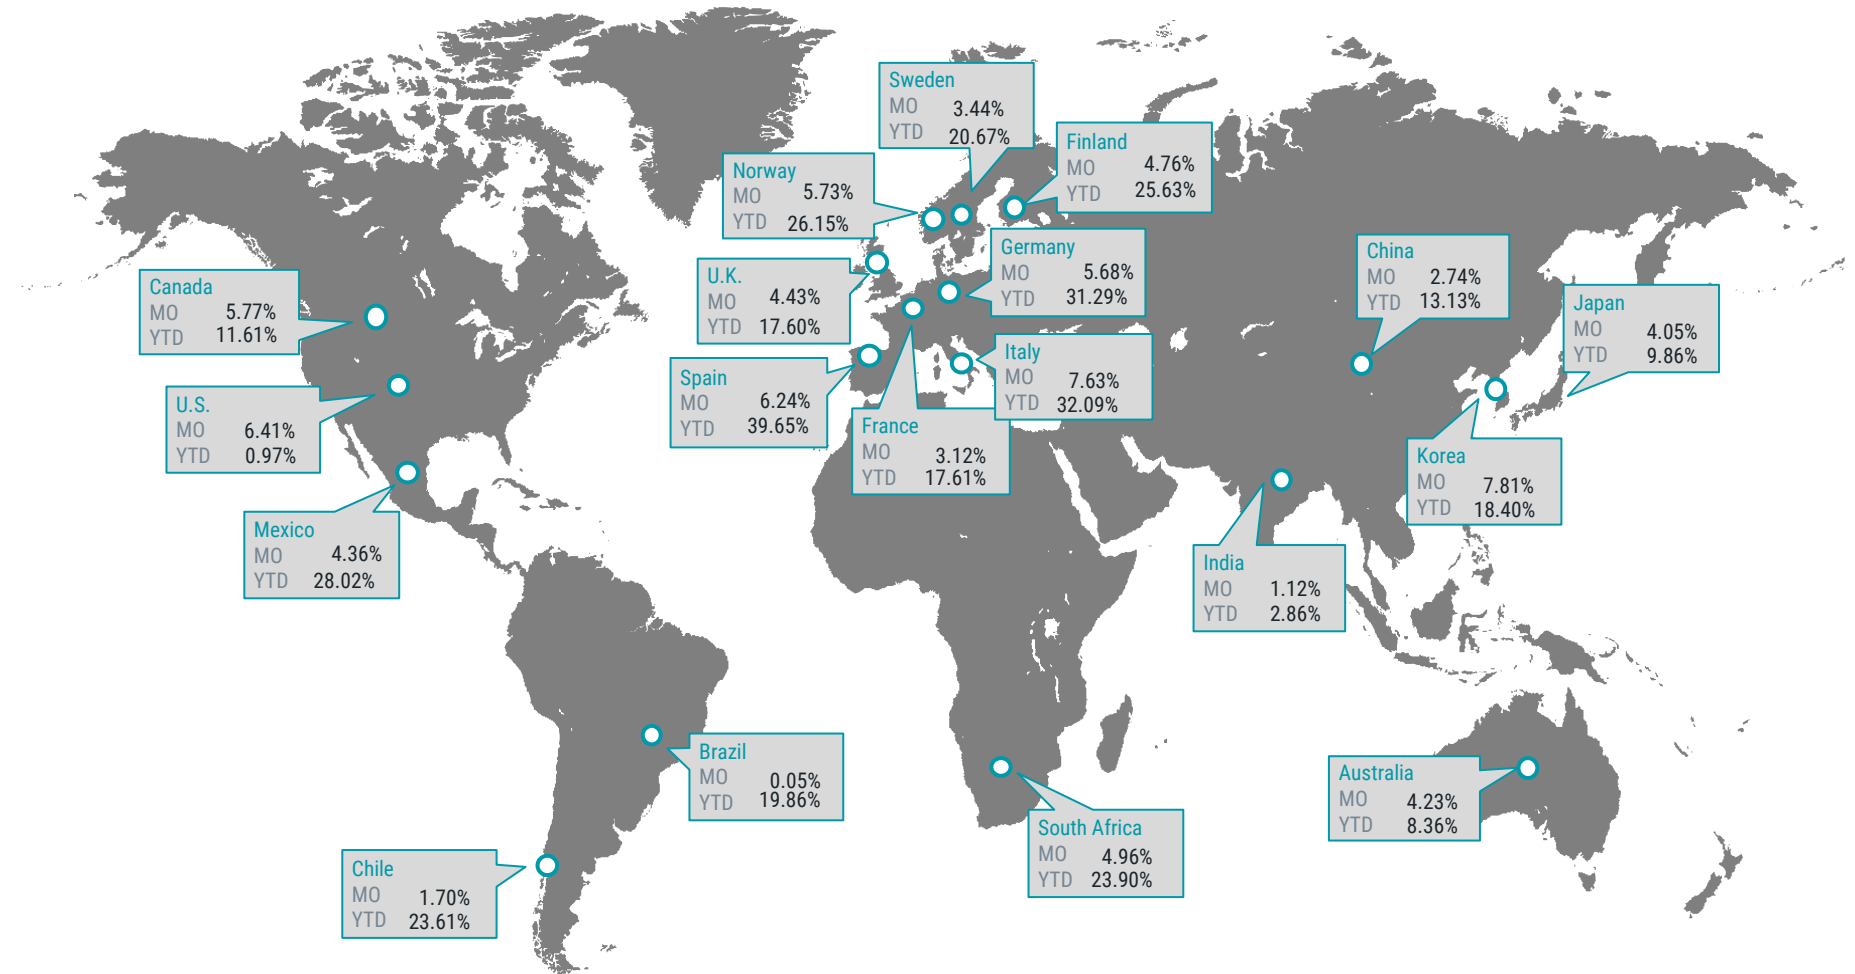 Sweden
MO 3.44%
YTD 20.67%
Finland
MO 4.76%
YTD 25.63%
Norway
MO 5.73%
YTD 26.15%
Germany
MO 5.68%
YTD 31.29%
U.K.
MO 4.43%
YTD 17.60%
China
MO 2.74%
YTD 13.13%
Canada
MO 5.77%
YTD 11.61%
Japan
MO 4.05%
YTD 9.86%
Italy
MO 7.63%
YTD 32.09%
Spain
MO 6.24%
YTD 39.65%
U.S.
MO 6.41%
YTD 0.97%
France
MO 3.12%
YTD 17.61%
Korea
MO 7.81%
YTD 18.40%
Mexico
MO 4.36%
YTD 28.02%
India
MO 1.12%
YTD 2.86%
Brazil
MO 0.05%
YTD 19.86%
Australia
MO 4.23%
YTD 8.36%
South Africa
MO 4.96%
YTD 23.90%
Chile
MO 1.70%
YTD 23.61%